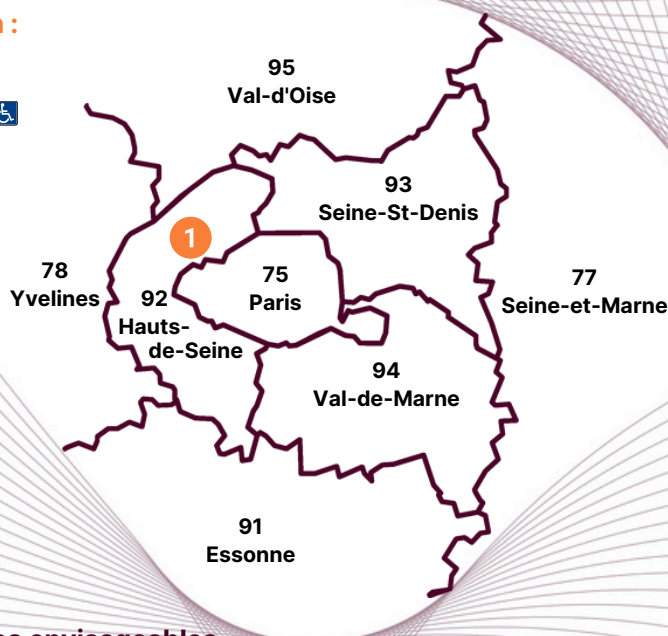 :
95
Val-d'Oise
93
Seine-St-Denis
1
78
Yvelines
92
Hauts-
de-Seine
75
Paris
77
Seine-et-Marne
94
Val-de-Marne
91
Essonne
envisageables